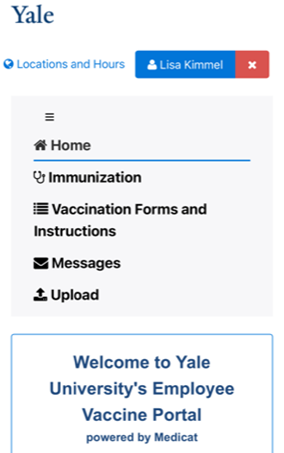 Yale
Locations and Hours
Lisa Kimmel
Home
Immunization
Vaccination Forms and
Instructions
Messages
Upload
Welcome to Yale
University's Employee
Vaccine Portal
powered by Medicat